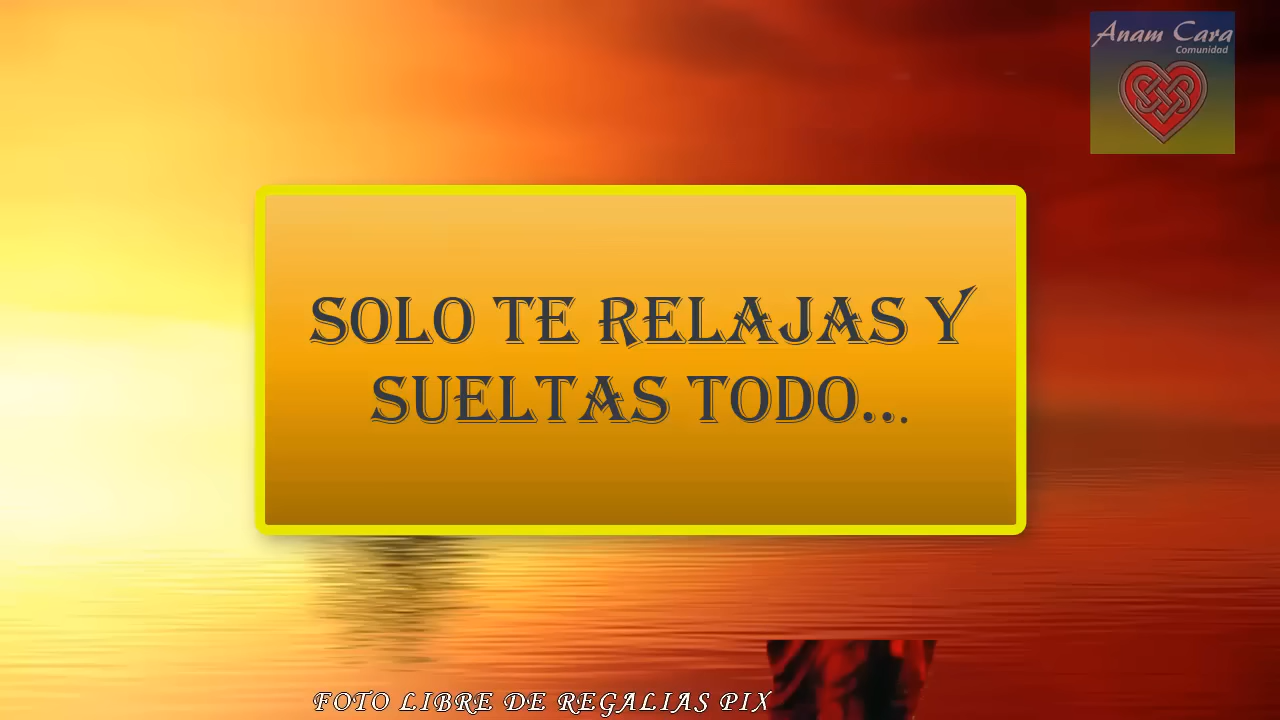 Anam Cara
Comunidad
SOLO TE RELAJAS Y
SUELTAS TODO...
FOTO LIBRE DE REGALIAS PIX